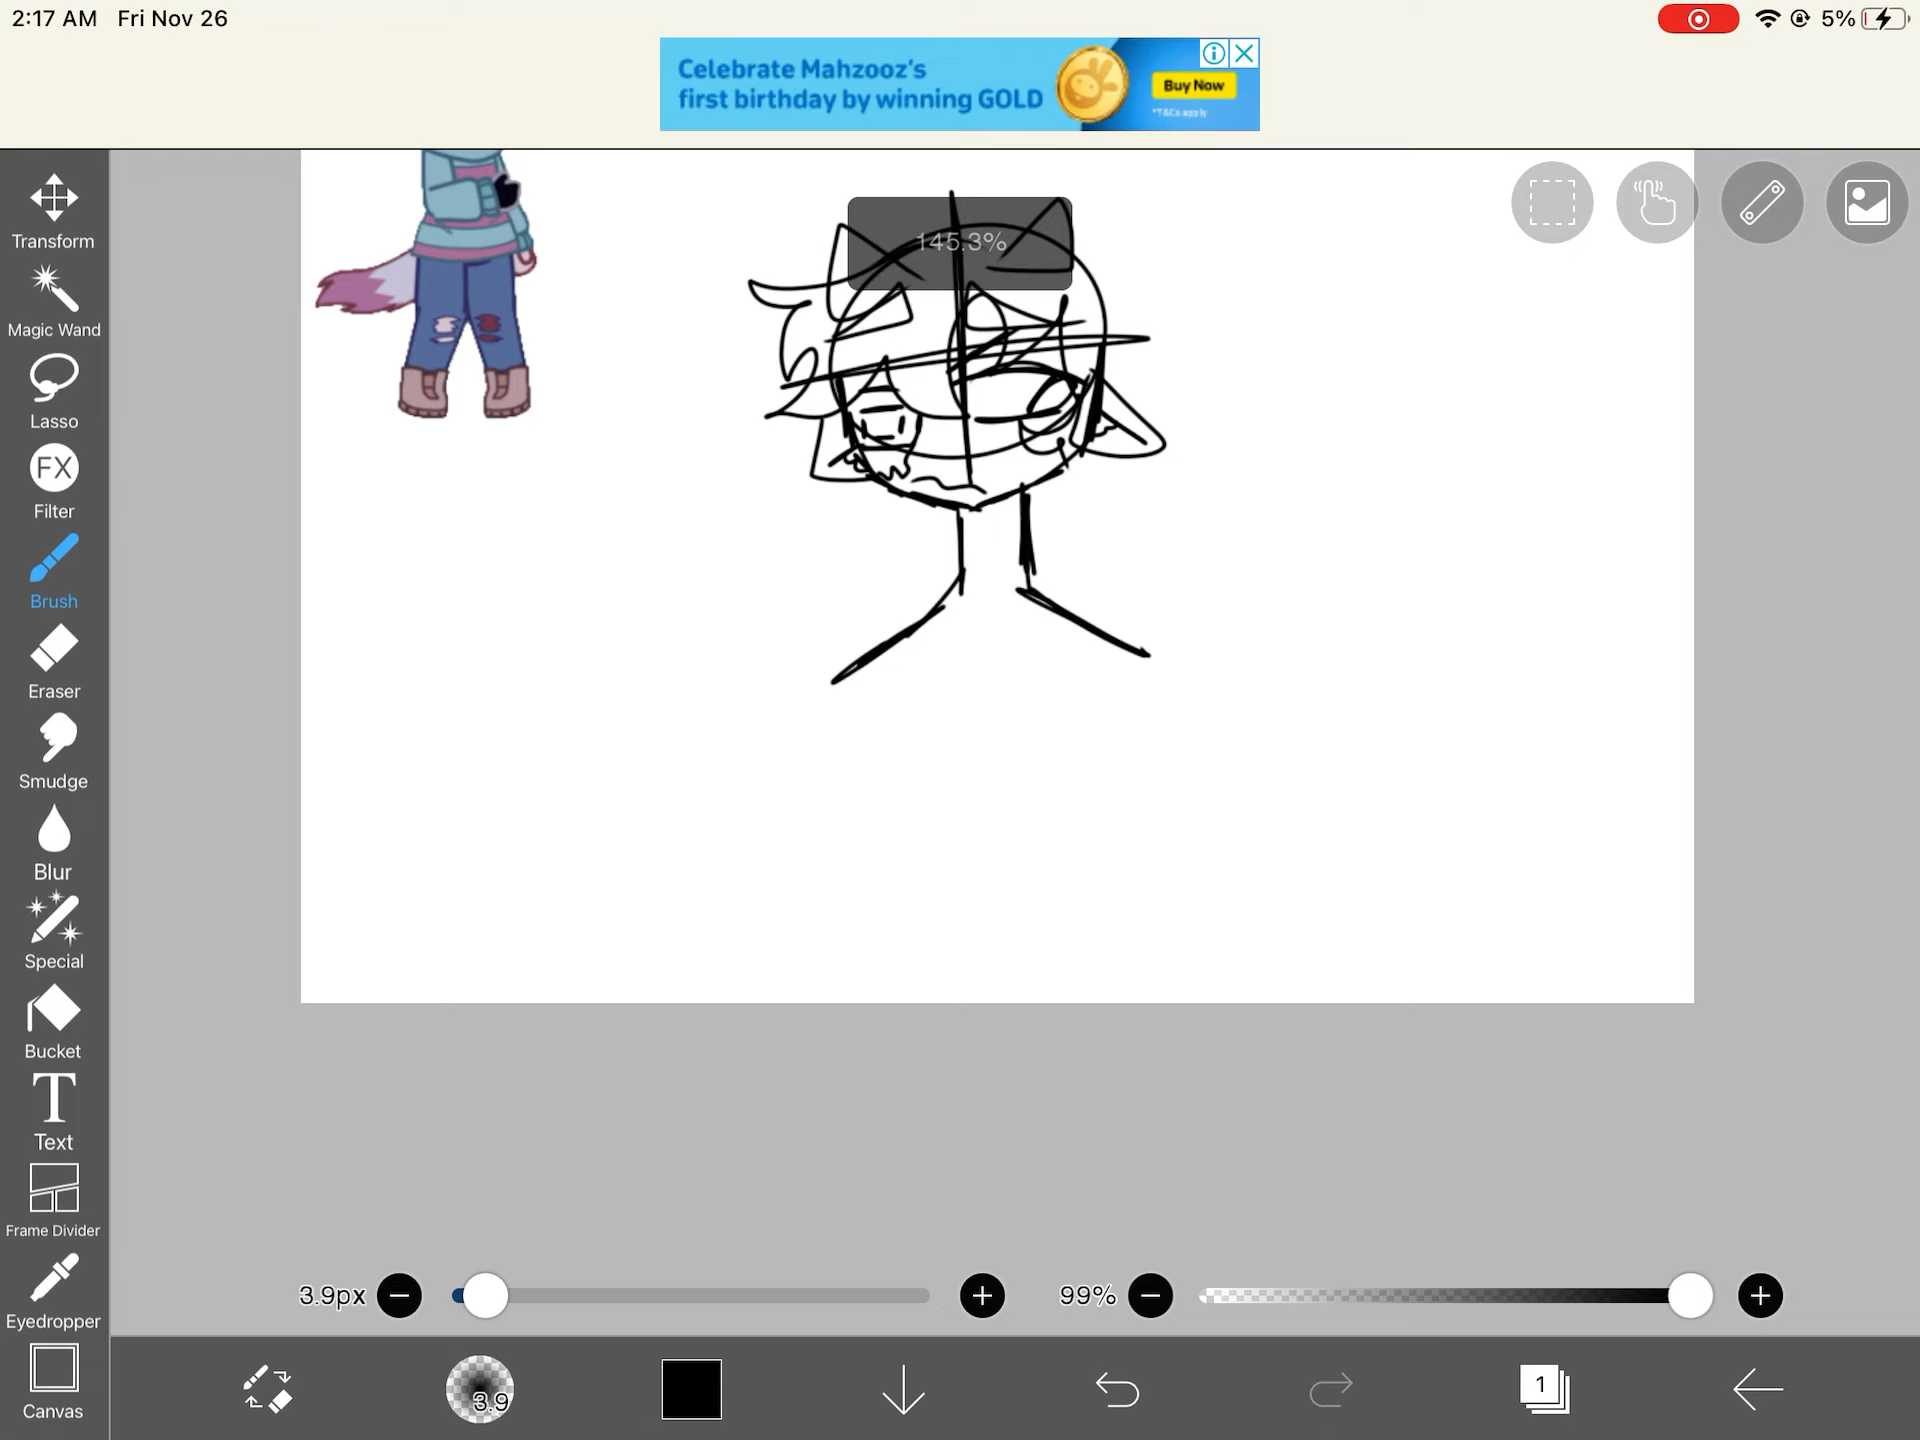 2:17 AM Fri Nov 26
5%
Celebrate Mahzooz's
first birthday by winning GOLD
Buy Now
*T&Cs apply
Transform
Magic Wand
Lasso
FX
Filter
Brush
Eraser
Smudge
Blur
Special
Bucket
T
Text
Frame Divider
Eyedropper
Canvas
145.3%
3.9px
99%
3.9
1